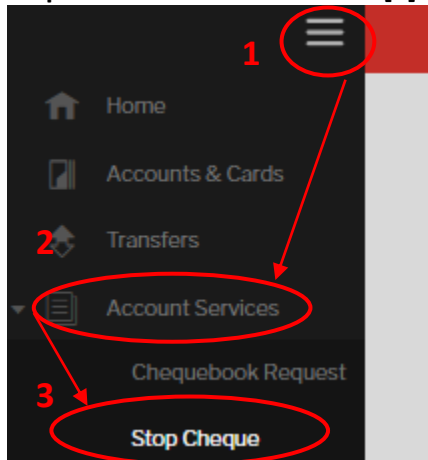 1
Home
Accounts & Cards
2
Transfers
Account Services
Chequebook Request
3
Stop Cheque